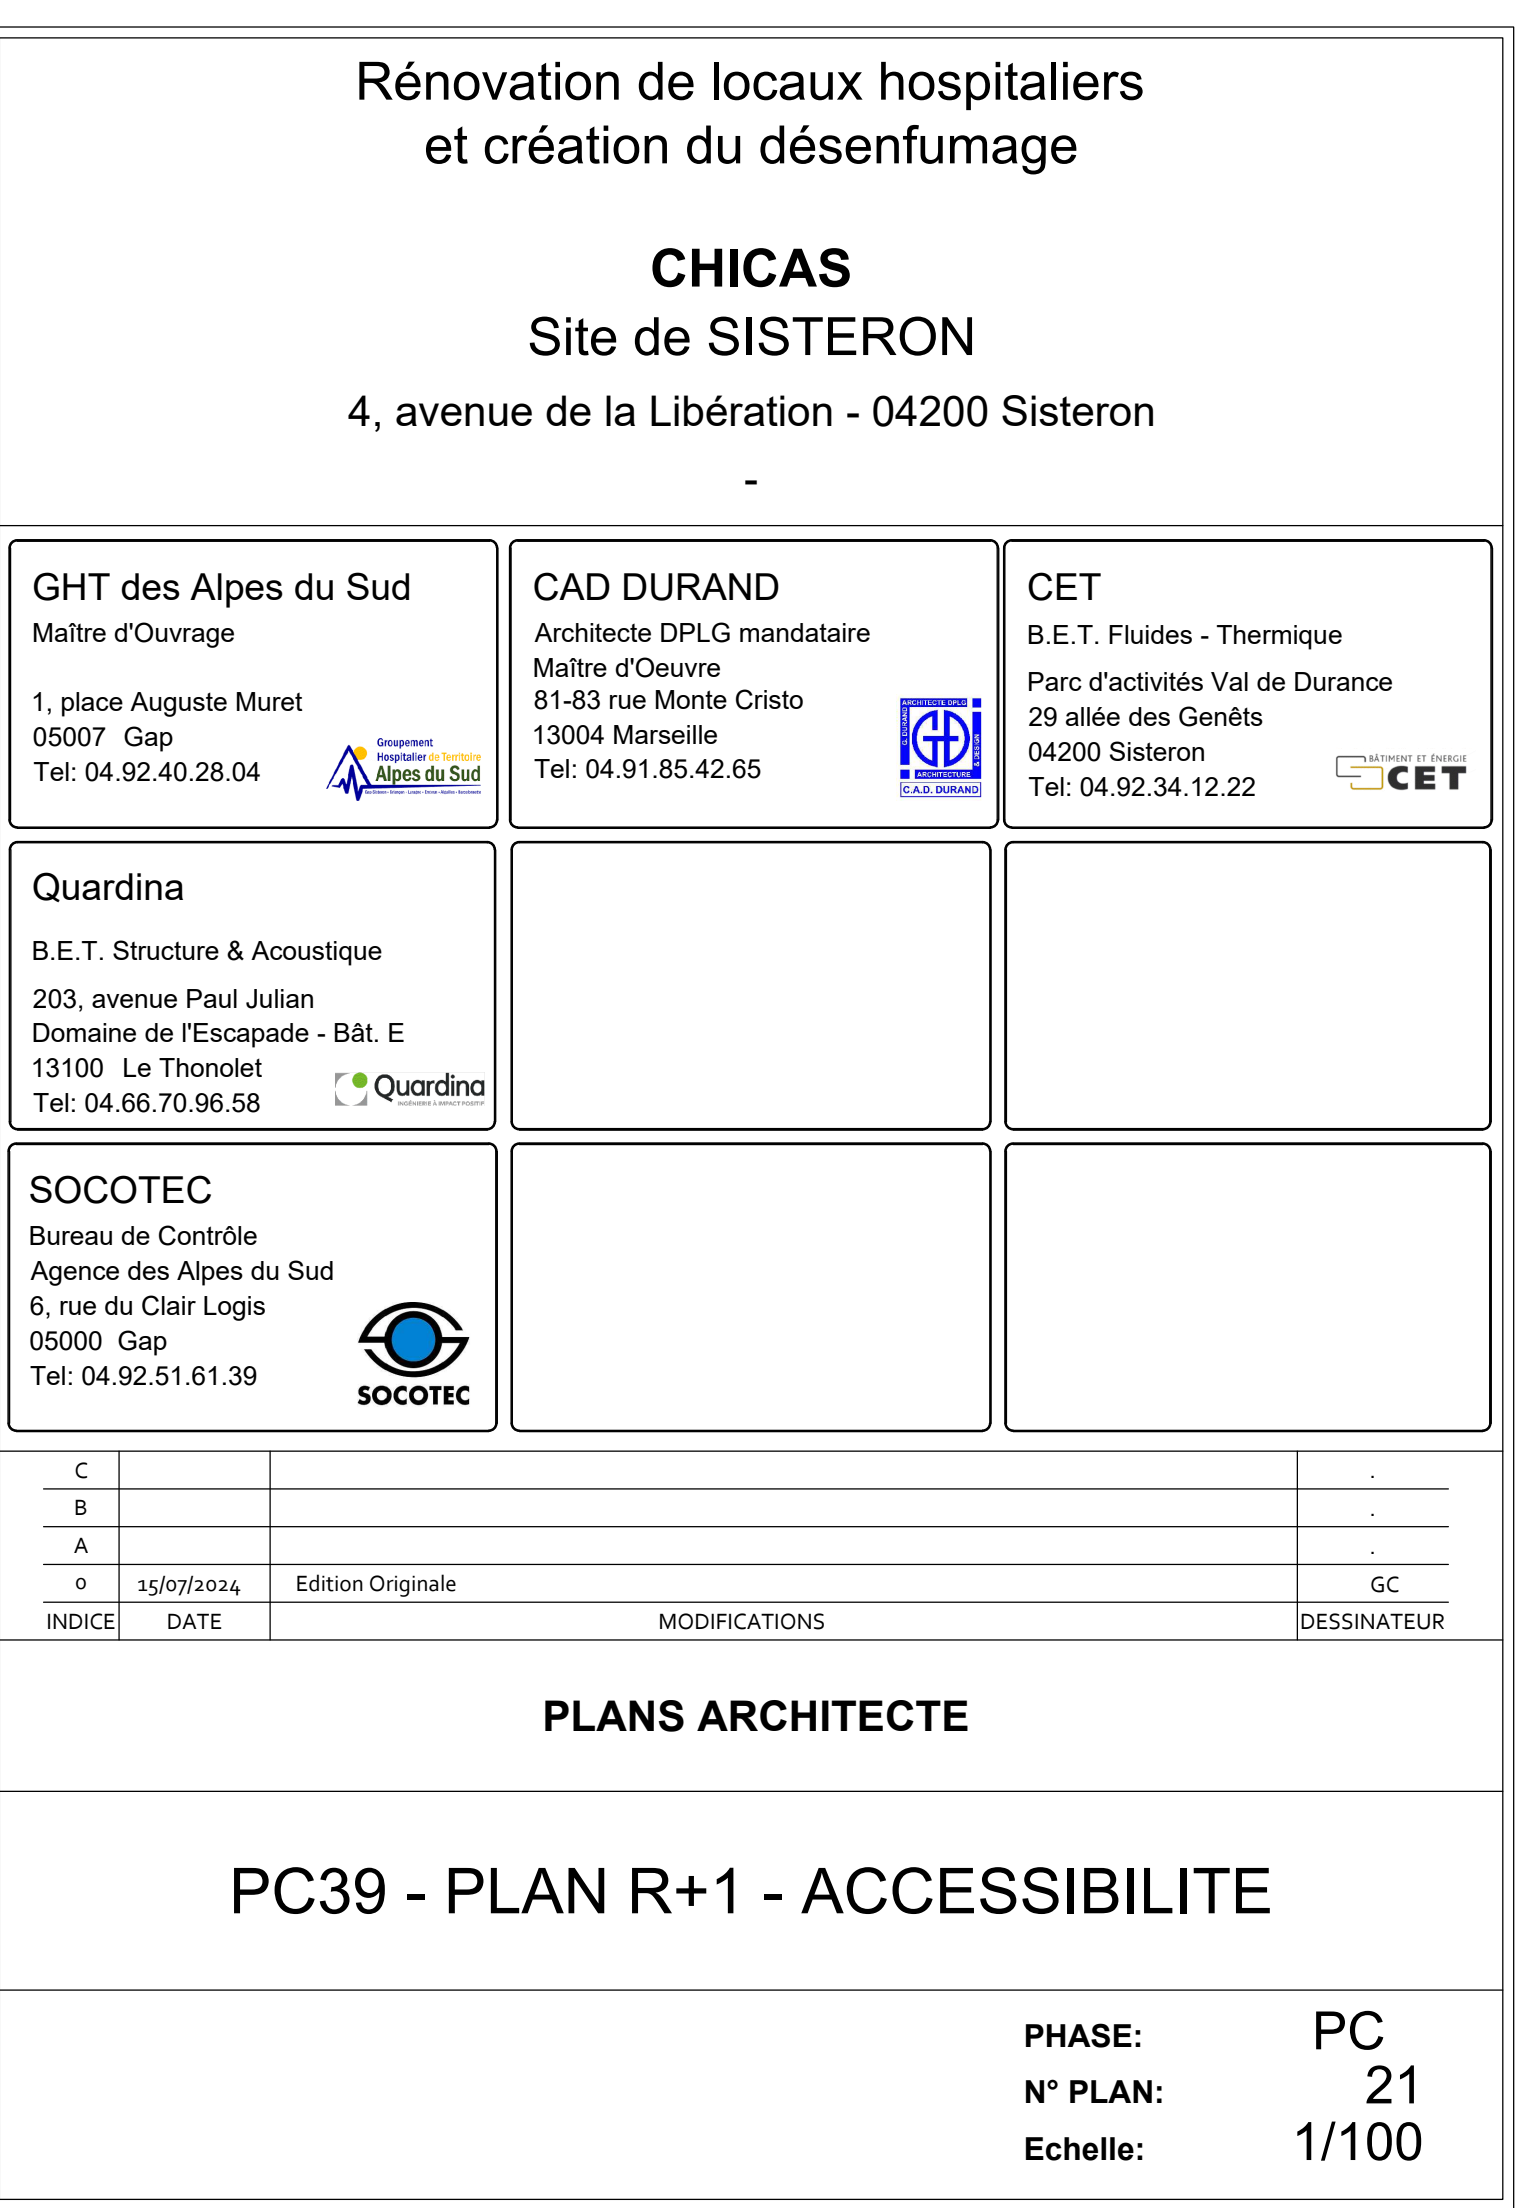 Rénovation de locaux hospitaliers
et création du désenfumage
CHICAS
Site de SISTERON
4, avenue de la Libération - 04200 Sisteron
-
GHT des Alpes du Sud
Maître d'Ouvrage
1, place Auguste Muret
05007 Gap
Tel: 04.92.40.28.04
Groupement
Hospitalier de Territoire
Alpes du Sud
CAD DURAND
Architecte DPLG mandataire
Maître d'Oeuvre
81-83 rue Monte Cristo
13004 Marseille
Tel: 04.91.85.42.65
ARCHITECTE DPLG
G. DURAND
& DESIGN
ARCHITECTURE
C.A.D. DURAND
CET
B.E.T. Fluides - Thermique
Parc d'activités Val de Durance
29 allée des Genêts
04200 Sisteron
Tel: 04.92.34.12.22
BÂTIMENT ET ÉNERGIE
CET
Quardina
B.E.T. Structure & Acoustique
203, avenue Paul Julian
Domaine de l'Escapade - Bât. E
13100 Le Thonolet
Tel: 04.66.70.96.58
Quardina
INGÉNIERIE À IMPACT POSITIF
SOCOTEC
Bureau de Contrôle
Agence des Alpes du Sud
6, rue du Clair Logis
05000 Gap
Tel: 04.92.51.61.39
SOCOTEC
C .
B .
A .
0 15/07/2024 Edition Originale GC
INDICE DATE MODIFICATIONS DESSINATEUR
PLANS ARCHITECTE
PC39 - PLAN R+1 - ACCESSIBILITE
PHASE: PC
N° PLAN: 21
Echelle: 1/100